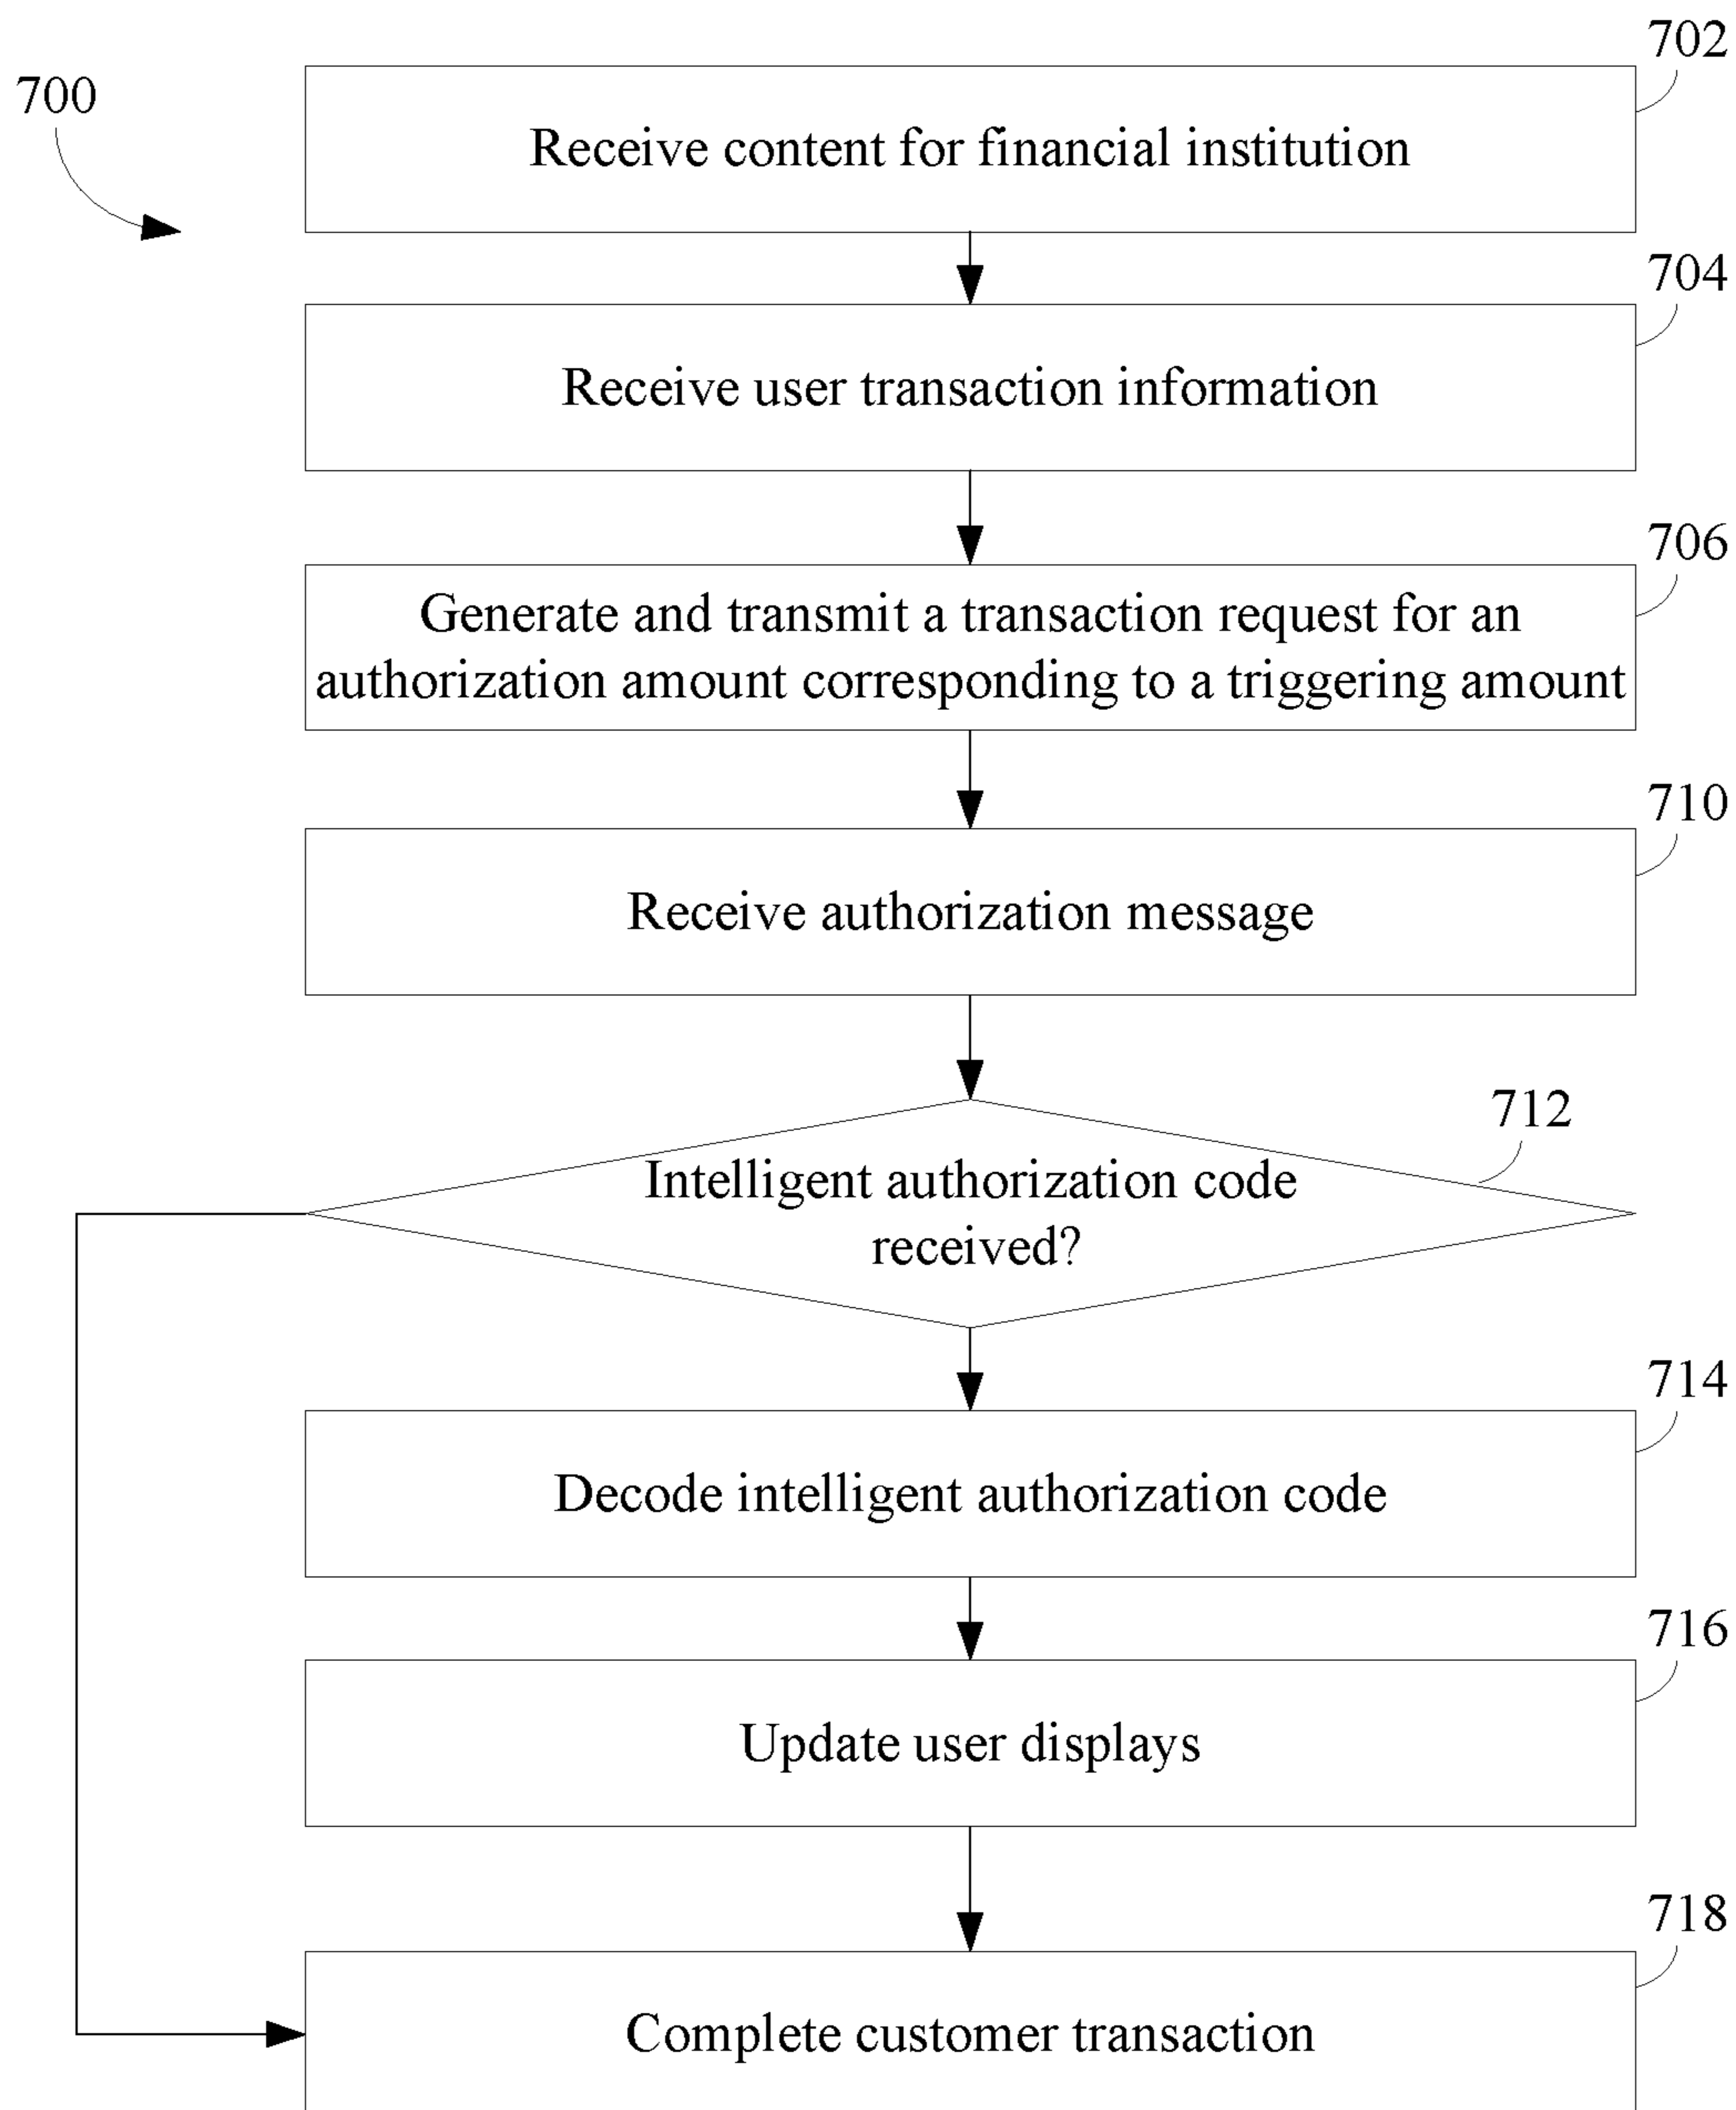 702
700
Receive content for financial institution
704
Receive user transaction information
706
Generate and transmit a transaction request for an
authorization amount corresponding to a triggering amount
710
Receive authorization message
712
Intelligent authorization code
received?
714
Decode intelligent authorization code
716
Update user displays
718
Complete customer transaction